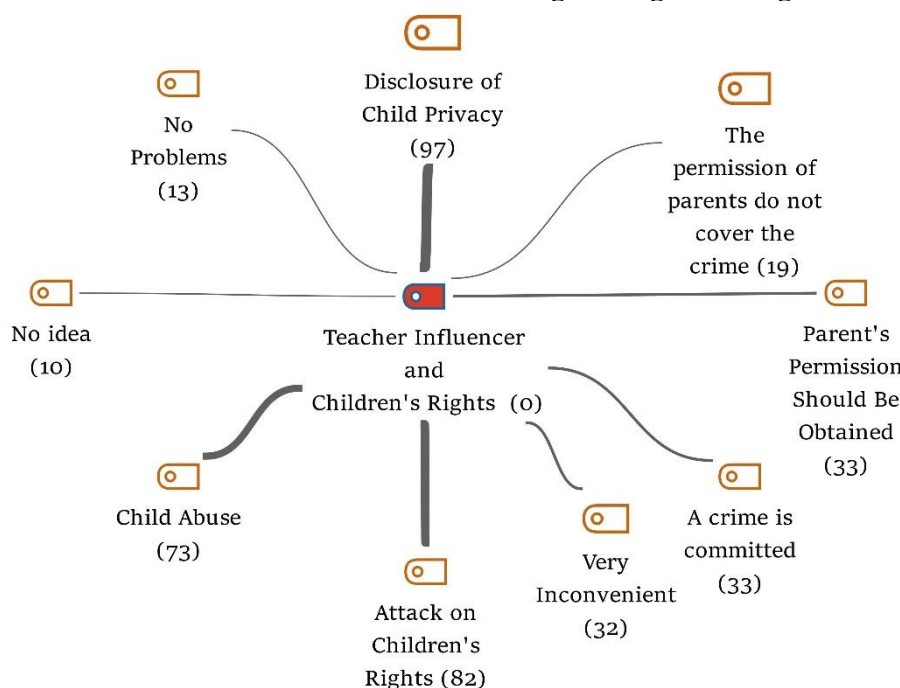 Disclosure of
Child Privacy
(97)
No
Problems
(13)
The
permission of
parents do not
cover the
crime (19)
No idea
(10)
Teacher Influencer
and
Children's Rights (0)
Parent's
Permission
Should Be
Obtained
(33)
Child Abuse
(73)
A crime is
committed
(33)
Very
Inconvenient
(32)
Attack on
Children's
Rights (82)